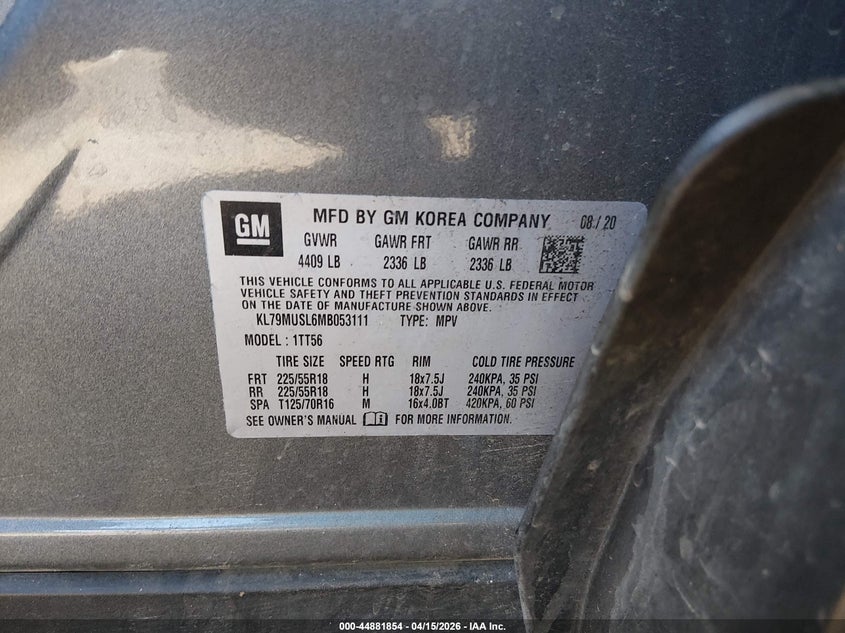 GM MFD BY GM KOREA COMPANY 08/20
GVWR GAWR FRT GAWR RR
4409 LB 2336 LB 2336 LB
THIS VEHICLE CONFORMS TO ALL APPLICABLE U.S. FEDERAL MOTOR
VEHICLE SAFETY AND THEFT PREVENTION STANDARDS IN EFFECT
ON THE DATE OF MANUFACTURE SHOWN ABOVE.
KL79MUSL6MB053111 TYPE: MPV
MODEL : 1TT56
TIRE SIZE SPEED RTG RIM COLD TIRE PRESSURE
FRT 225/55R18 H 18x7.5J 240KPA, 35 PSI
RR 225/55R18 H 18x7.5J 240KPA, 35 PSI
SPA T125/70R16 M 16x4.0BT 420KPA, 60 PSI
SEE OWNER'S MANUAL FOR MORE INFORMATION.
000-44881854 - 04/15/2026 - IAA Inc.